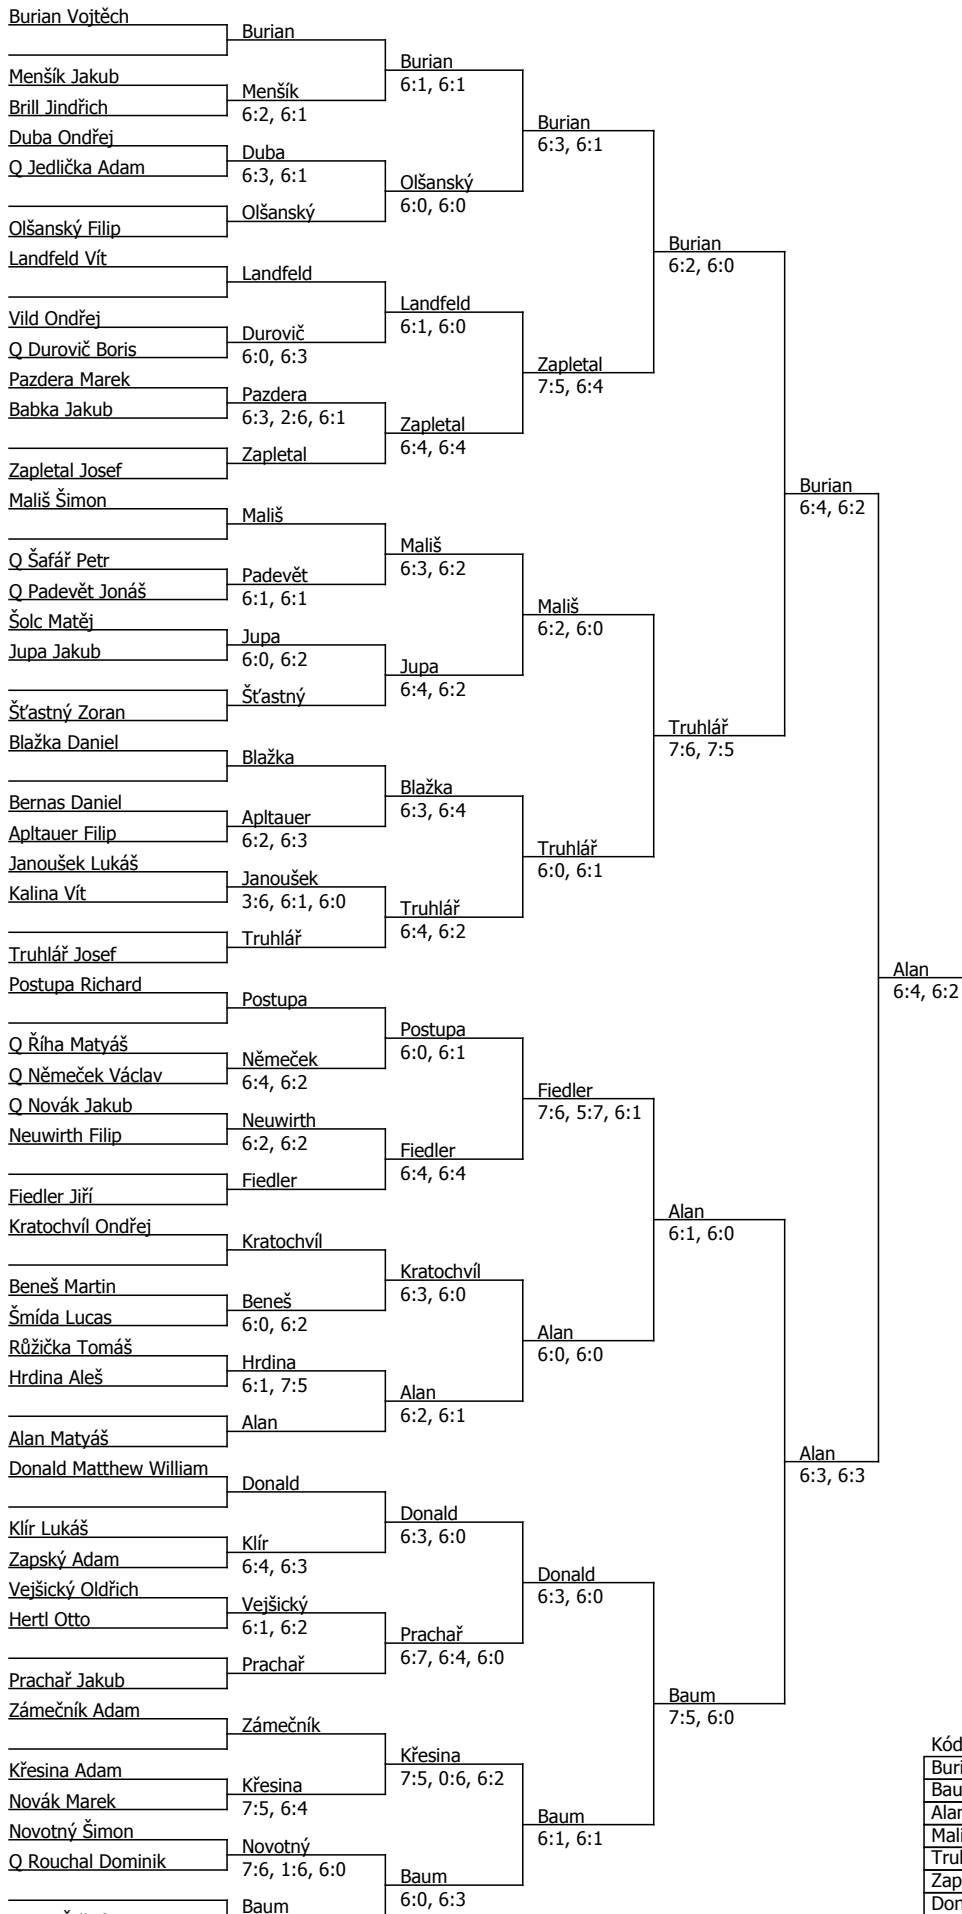 Burian Vojtěch
Menšík Jakub
Brill Jindřich
Duba Ondřej
Q Jedlička Adam
Olšanský Filip
Landfeld Vít
Vild Ondřej
Q Durovič Boris
Pazdera Marek
Babka Jakub
Zapletal Josef
Mališ Šimon
Q Šafář Petr
Q Padevět Jonáš
Šolc Matěj
Jupa Jakub
Šťastný Zoran
Blažka Daniel
Bernas Daniel
Apltauer Filip
Janoušek Lukáš
Kalina Vít
Truhlář Josef
Postupa Richard
Q Říha Matyáš
Q Němeček Václav
Q Novák Jakub
Neuwirth Filip
Fiedler Jiří
Kratochvíl Ondřej
Beneš Martin
Šmída Lucas
Růžička Tomáš
Hrdina Aleš
Alan Matyáš
Donald Matthew William
Klír Lukáš
Zapský Adam
Vejšický Oldřich
Hertl Otto
Prachař Jakub
Zámečník Adam
Křesina Adam
Novák Marek
Novotný Šimon
Q Rouchal Dominik
Burian
Menšík
6:2, 6:1
Duba
6:3, 6:1
Olšanský
Landfeld
Durovič
6:0, 6:3
Pazdera
6:3, 2:6, 6:1
Zapletal
Mališ
Padevět
6:1, 6:1
Jupa
6:0, 6:2
Šťastný
Blažka
Apltauer
6:2, 6:3
Janoušek
3:6, 6:1, 6:0
Truhlář
Postupa
Němeček
6:4, 6:2
Neuwirth
6:2, 6:2
Fiedler
Kratochvíl
Beneš
6:0, 6:2
Hrdina
6:1, 7:5
Alan
Donald
Klír
6:4, 6:3
Vejšický
6:1, 6:2
Prachař
Zámečník
Křesina
7:5, 6:4
Novotný
7:6, 1:6, 6:0
Baum
Burian
6:1, 6:1
Olšanský
6:0, 6:0
Landfeld
6:1, 6:0
Zapletal
6:4, 6:4
Mališ
6:3, 6:2
Jupa
6:4, 6:2
Blažka
6:3, 6:4
Truhlář
6:4, 6:2
Postupa
6:0, 6:1
Fiedler
6:4, 6:4
Kratochvíl
6:3, 6:0
Alan
6:2, 6:1
Donald
6:3, 6:0
Prachař
6:7, 6:4, 6:0
Křesina
7:5, 0:6, 6:2
Baum
6:0, 6:3
Burian
6:3, 6:1
Zapletal
7:5, 6:4
Mališ
6:2, 6:0
Truhlář
6:0, 6:1
Fiedler
7:6, 5:7, 6:1
Alan
6:0, 6:0
Donald
6:3, 6:0
Baum
6:1, 6:1
Burian
6:2, 6:0
Truhlář
7:6, 7:5
Alan
6:1, 6:0
Baum
7:5, 6:0
Burian
6:4, 6:2
Alan
6:3, 6:3
Alan
6:4, 6:2
Kód
Buri
Bau
Alan
Mali
Truh
Zap
Don